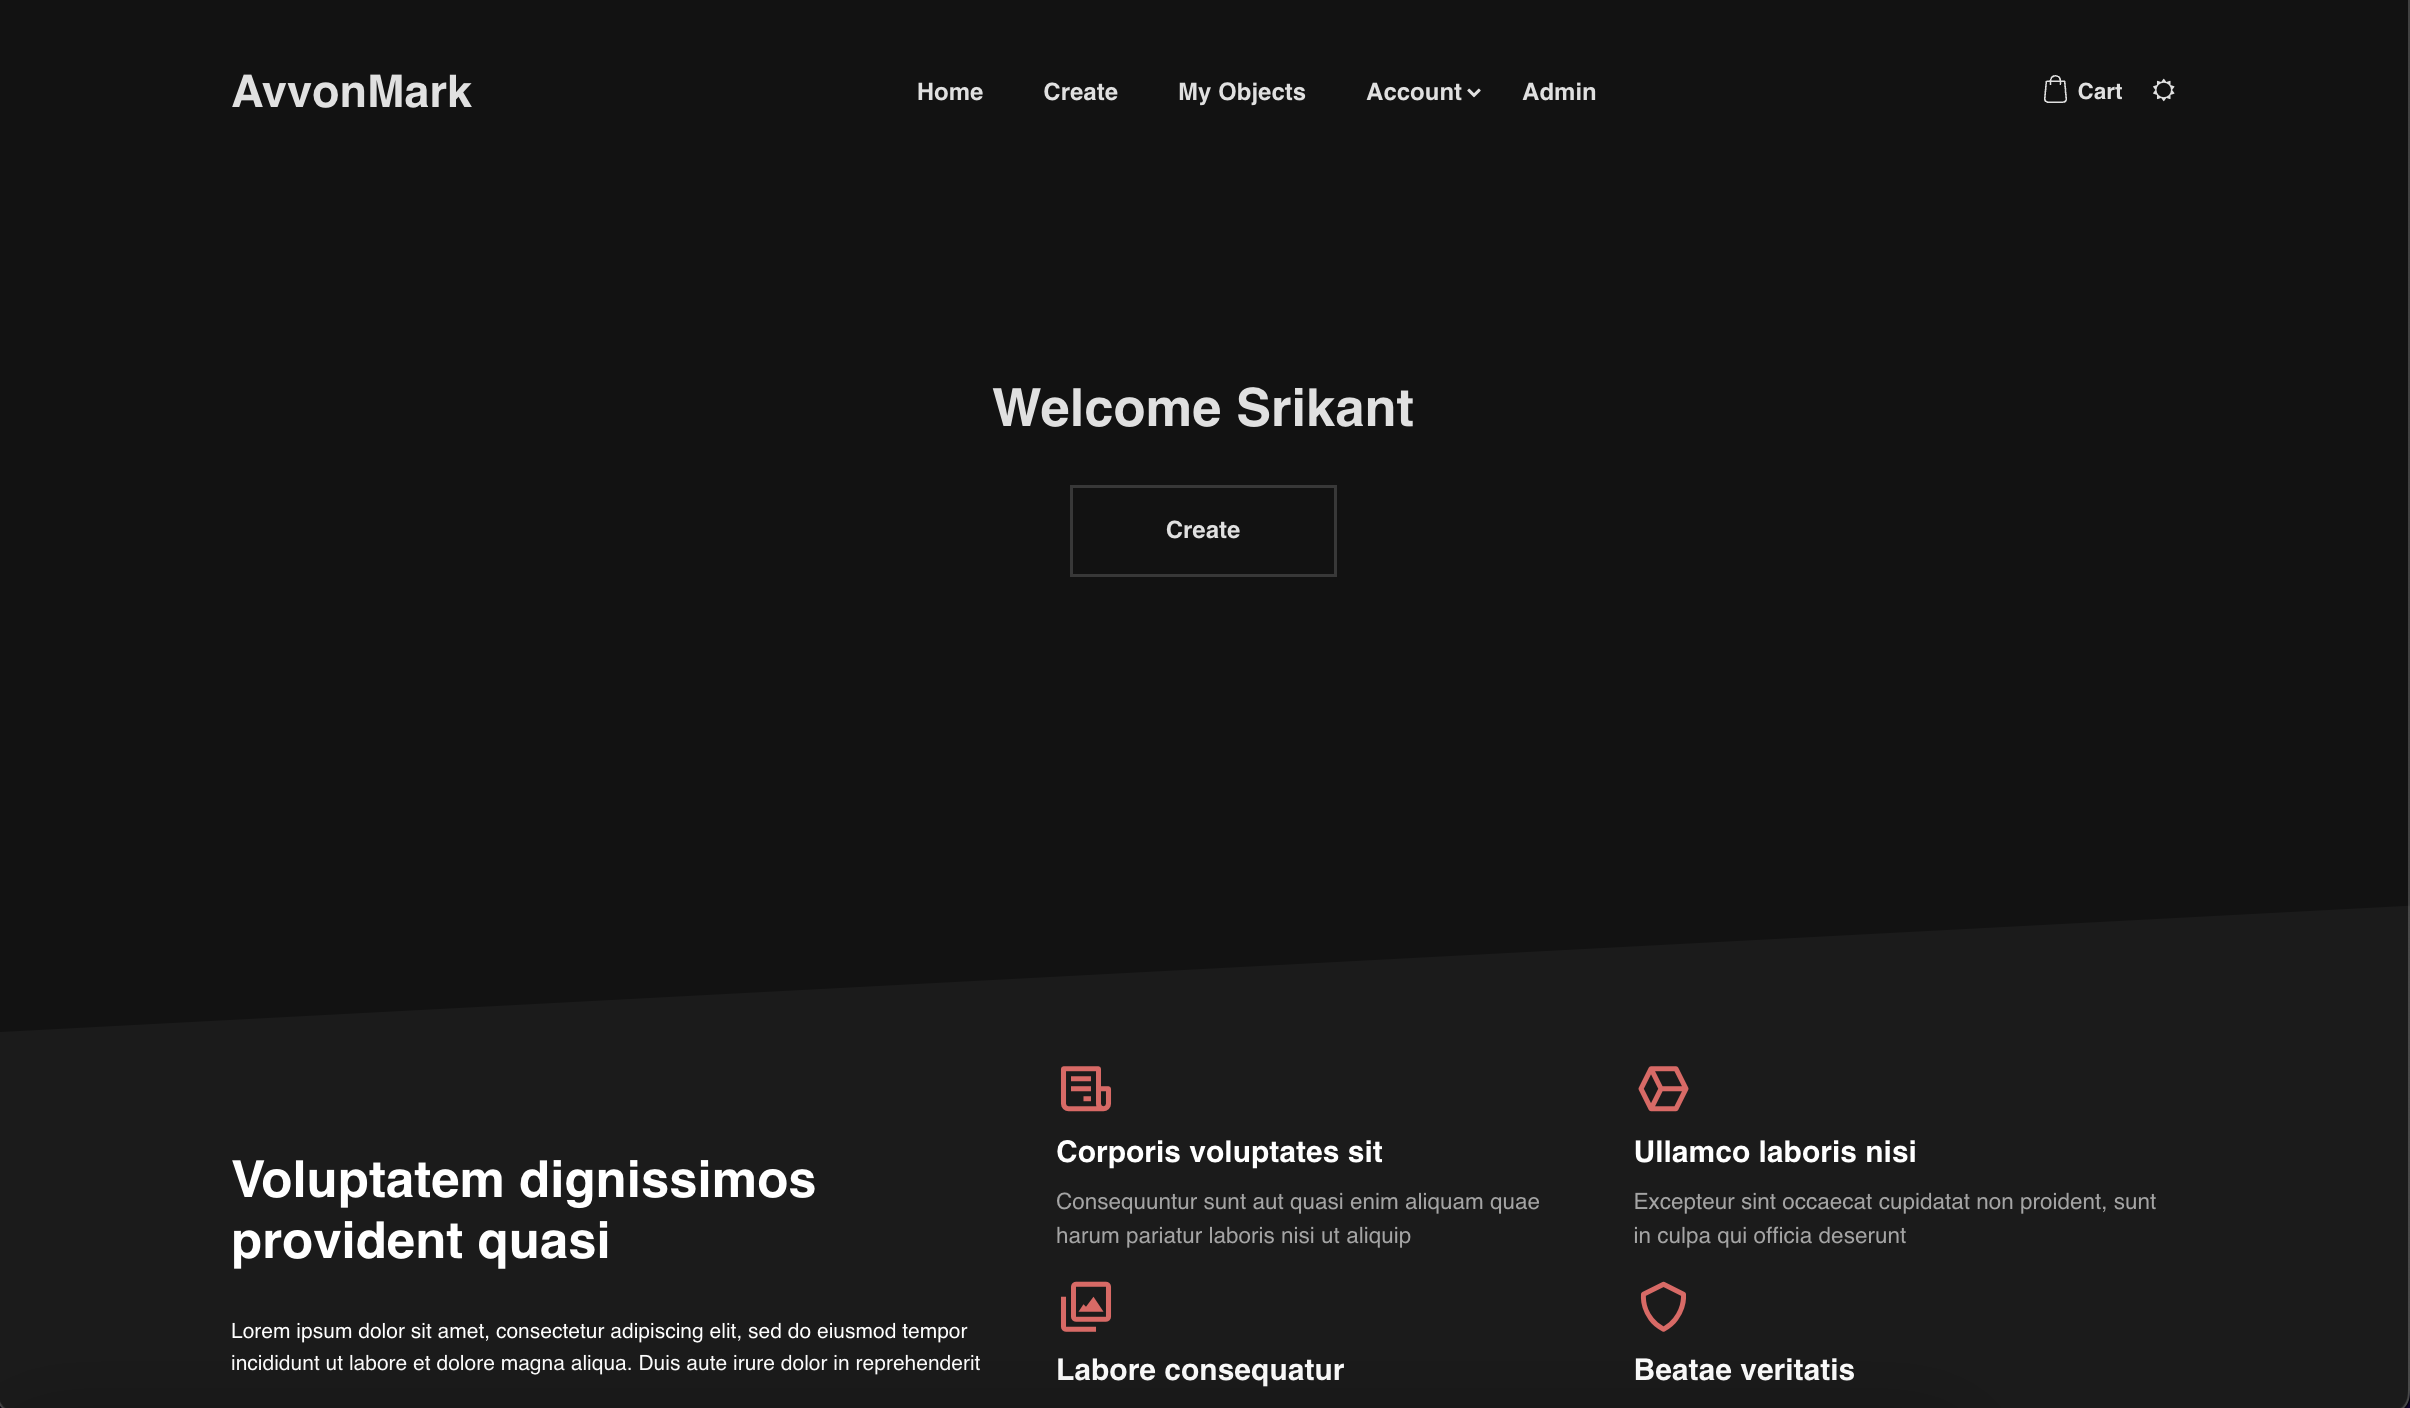 AvvonMark
Home
Create
My Objects
Account
Admin
Cart
Welcome Srikant
Create
Voluptatem dignissimos
provident quasi
Lorem ipsum dolor sit amet, consectetur adipiscing elit, sed do eiusmod tempor
incididunt ut labore et dolore magna aliqua. Duis aute irure dolor in reprehenderit
Corporis voluptates sit
Consequuntur sunt aut quasi enim aliquam quae
harum pariatur laboris nisi ut aliquip
Ullamco laboris nisi
Excepteur sint occaecat cupidatat non proident, sunt
in culpa qui officia deserunt
Labore consequatur
Beatae veritatis